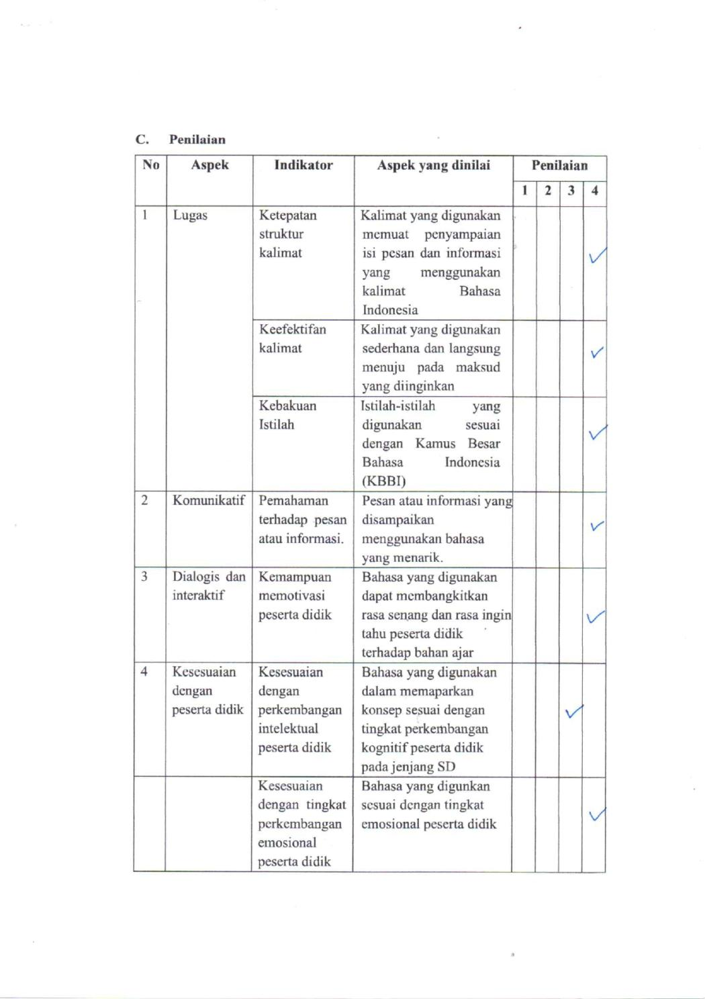 C. Penilaian
No Aspek Indikator Aspek yang dinilai Penilaian
1 2 3 4
1 Lugas Ketepatan struktur kalimat
Kalimat yang digunakan
memuat penyampaian
isi pesan dan informasi
yang menggunakan
kalimat Bahasa
Indonesia
✓
Keefektifan
kalimat
Kalimat yang digunakan
sederhana dan langsung
menuju pada maksud
yang diinginkan
✓
Kebakuan
Istilah
Istilah-istilah yang
digunakan sesuai
dengan Kamus Besar
Bahasa Indonesia
(KBBI)
✓
2 Komunikatif
Pemahaman
terhadap pesan
atau informasi.
Pesan atau informasi yang
disampaikan
menggunakan bahasa
yang menarik.
✓
3 Dialogis dan
interaktif
Kemampuan
memotivasi
peserta didik
Bahasa yang digunakan
dapat membangkitkan
rasa senang dan rasa ingin
tahu peserta didik
terhadap bahan ajar
✓
4 Kesesuaian
dengan
peserta didik
Kesesuaian
dengan
perkembangan
intelektual
peserta didik
Bahasa yang digunakan
dalam memaparkan
konsep sesuai dengan
tingkat perkembangan
kognitif peserta didik
pada jenjang SD
✓
Kesesuaian
dengan tingkat
perkembangan
emosional
peserta didik
Bahasa yang digunkan
sesuai dengan tingkat
emosional peserta didik
✓